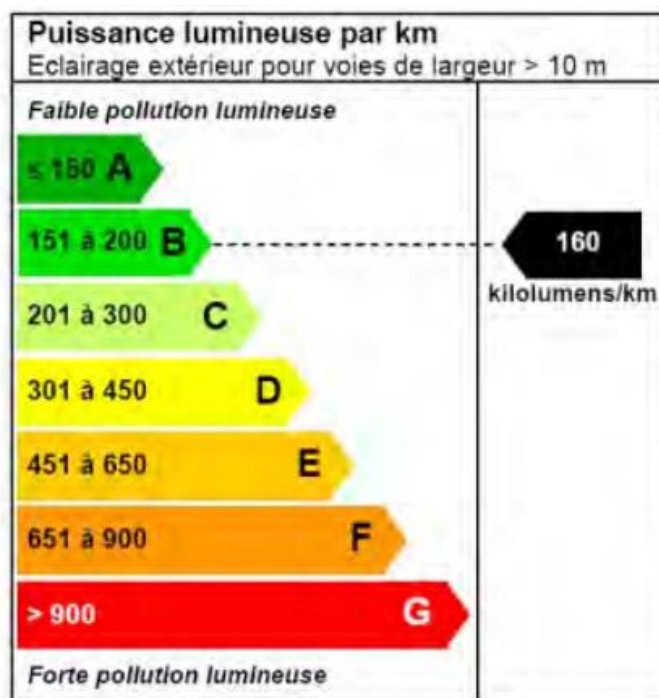 Puissance lumineuse par km
Eclairage extérieur pour voies de largeur > 10 m
Faible pollution lumineuse
≤ 150 A
151 à 200 B
160
kilolumens/km
201 à 300 C
301 à 450 D
451 à 650 E
651 à 900 F
> 900 G
Forte pollution lumineuse